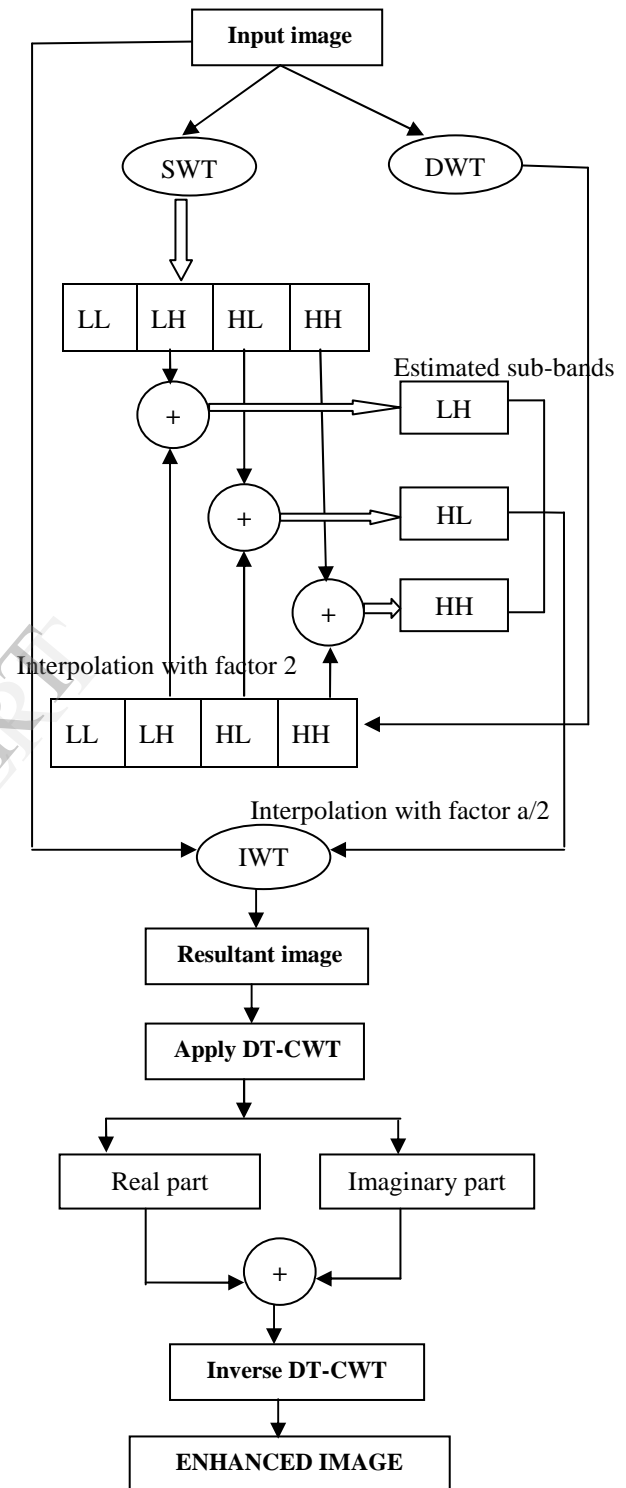 Input image
SWT
DWT
LL LH HL HH
Estimated sub-bands
LH
+
HL
+
HH
+
Interpolation with factor 2
LL LH HL HH
Interpolation with factor a/2
IWT
Resultant image
Apply DT-CWT
Real part
Imaginary part
+
Inverse DT-CWT
ENHANCED IMAGE